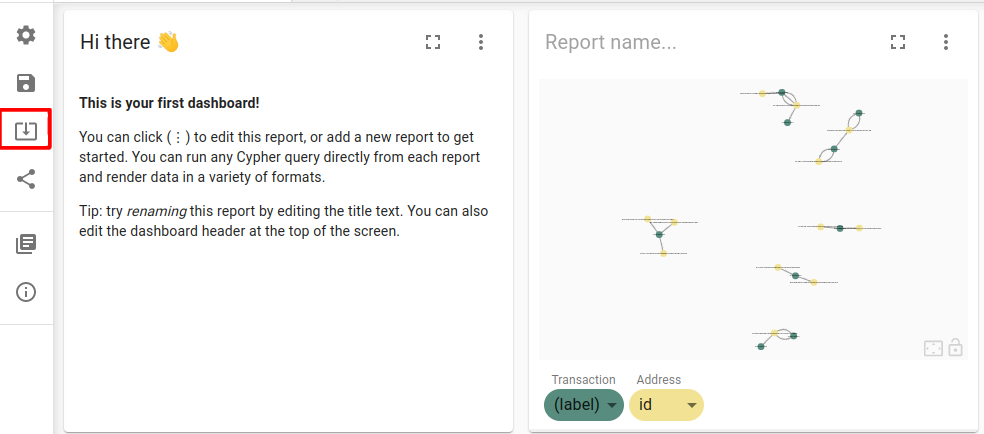 Hi there 👋
This is your first dashboard!
You can click (⋮) to edit this report, or add a new report to get
started. You can run any Cypher query directly from each report
and render data in a variety of formats.
Tip: try renaming this report by editing the title text. You can also
edit the dashboard header at the top of the screen.
Report name...
Transaction
Address
(label)
id